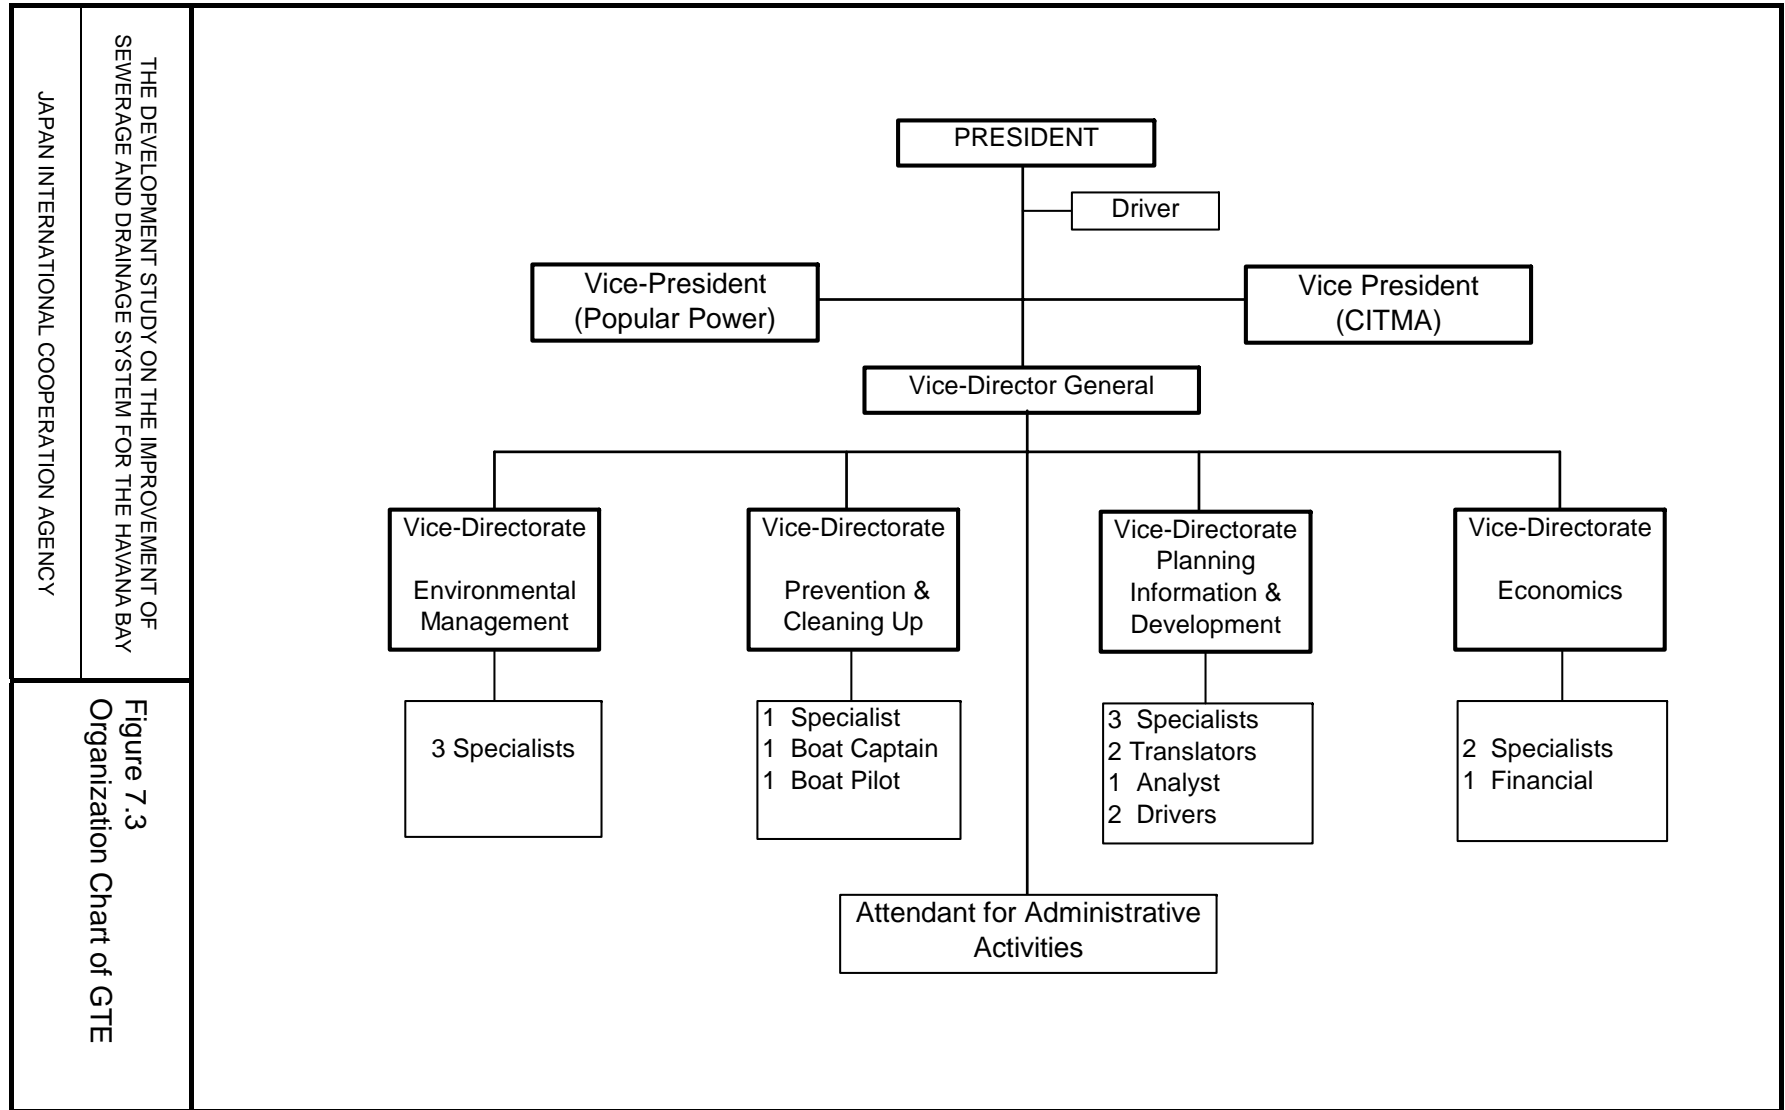 THE DEVELOPMENT STUDY ON THE IMPROVEMENT OF
SEWERAGE AND DRAINAGE SYSTEM FOR THE HAVANA BAY
JAPAN INTERNATIONAL COOPERATION AGENCY
Figure 7.3
Organization Chart of GTE
PRESIDENT
Driver
Vice-President
(Popular Power)
Vice President
(CITMA)
Vice-Director General
Vice-Directorate
Environmental
Management
Vice-Directorate
Prevention &
Cleaning Up
Vice-Directorate
Planning
Information &
Development
Vice-Directorate
Economics
3 Specialists
1 Specialist
1 Boat Captain
1 Boat Pilot
3 Specialists
2 Translators
1 Analyst
2 Drivers
2 Specialists
1 Financial
Attendant for Administrative
Activities